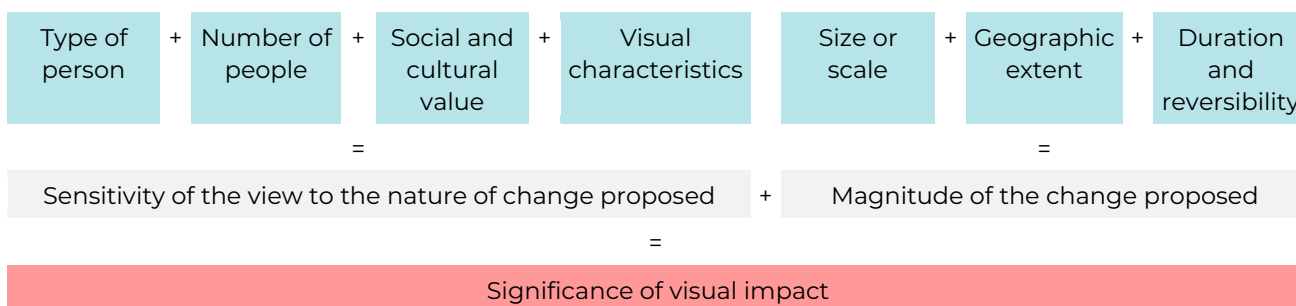 Type of person + Number of people + Social and cultural value + Visual characteristics Size or scale + Geographic extent + Duration and reversibility
= =
Sensitivity of the view to the nature of change proposed + Magnitude of the change proposed
=
Significance of visual impact